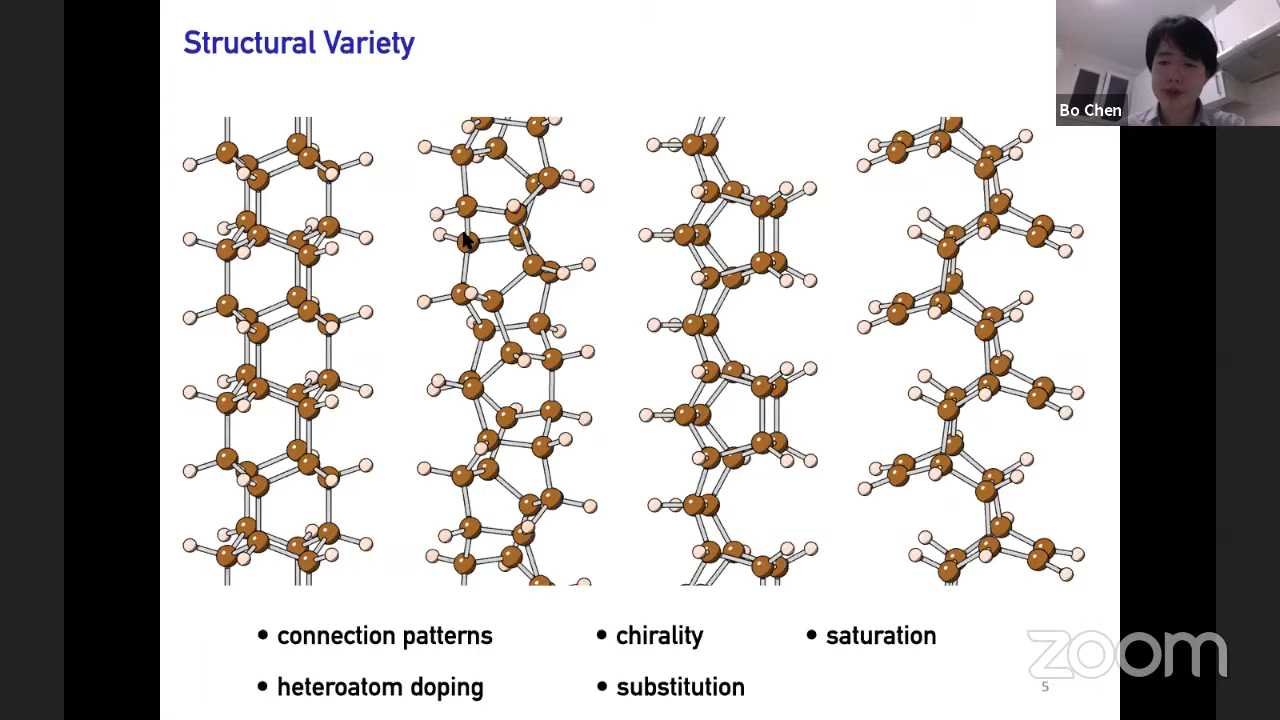 Structural Variety
Bo Chen
• connection patterns
• chirality
• saturation
• heteroatom doping
• substitution
zoom
5